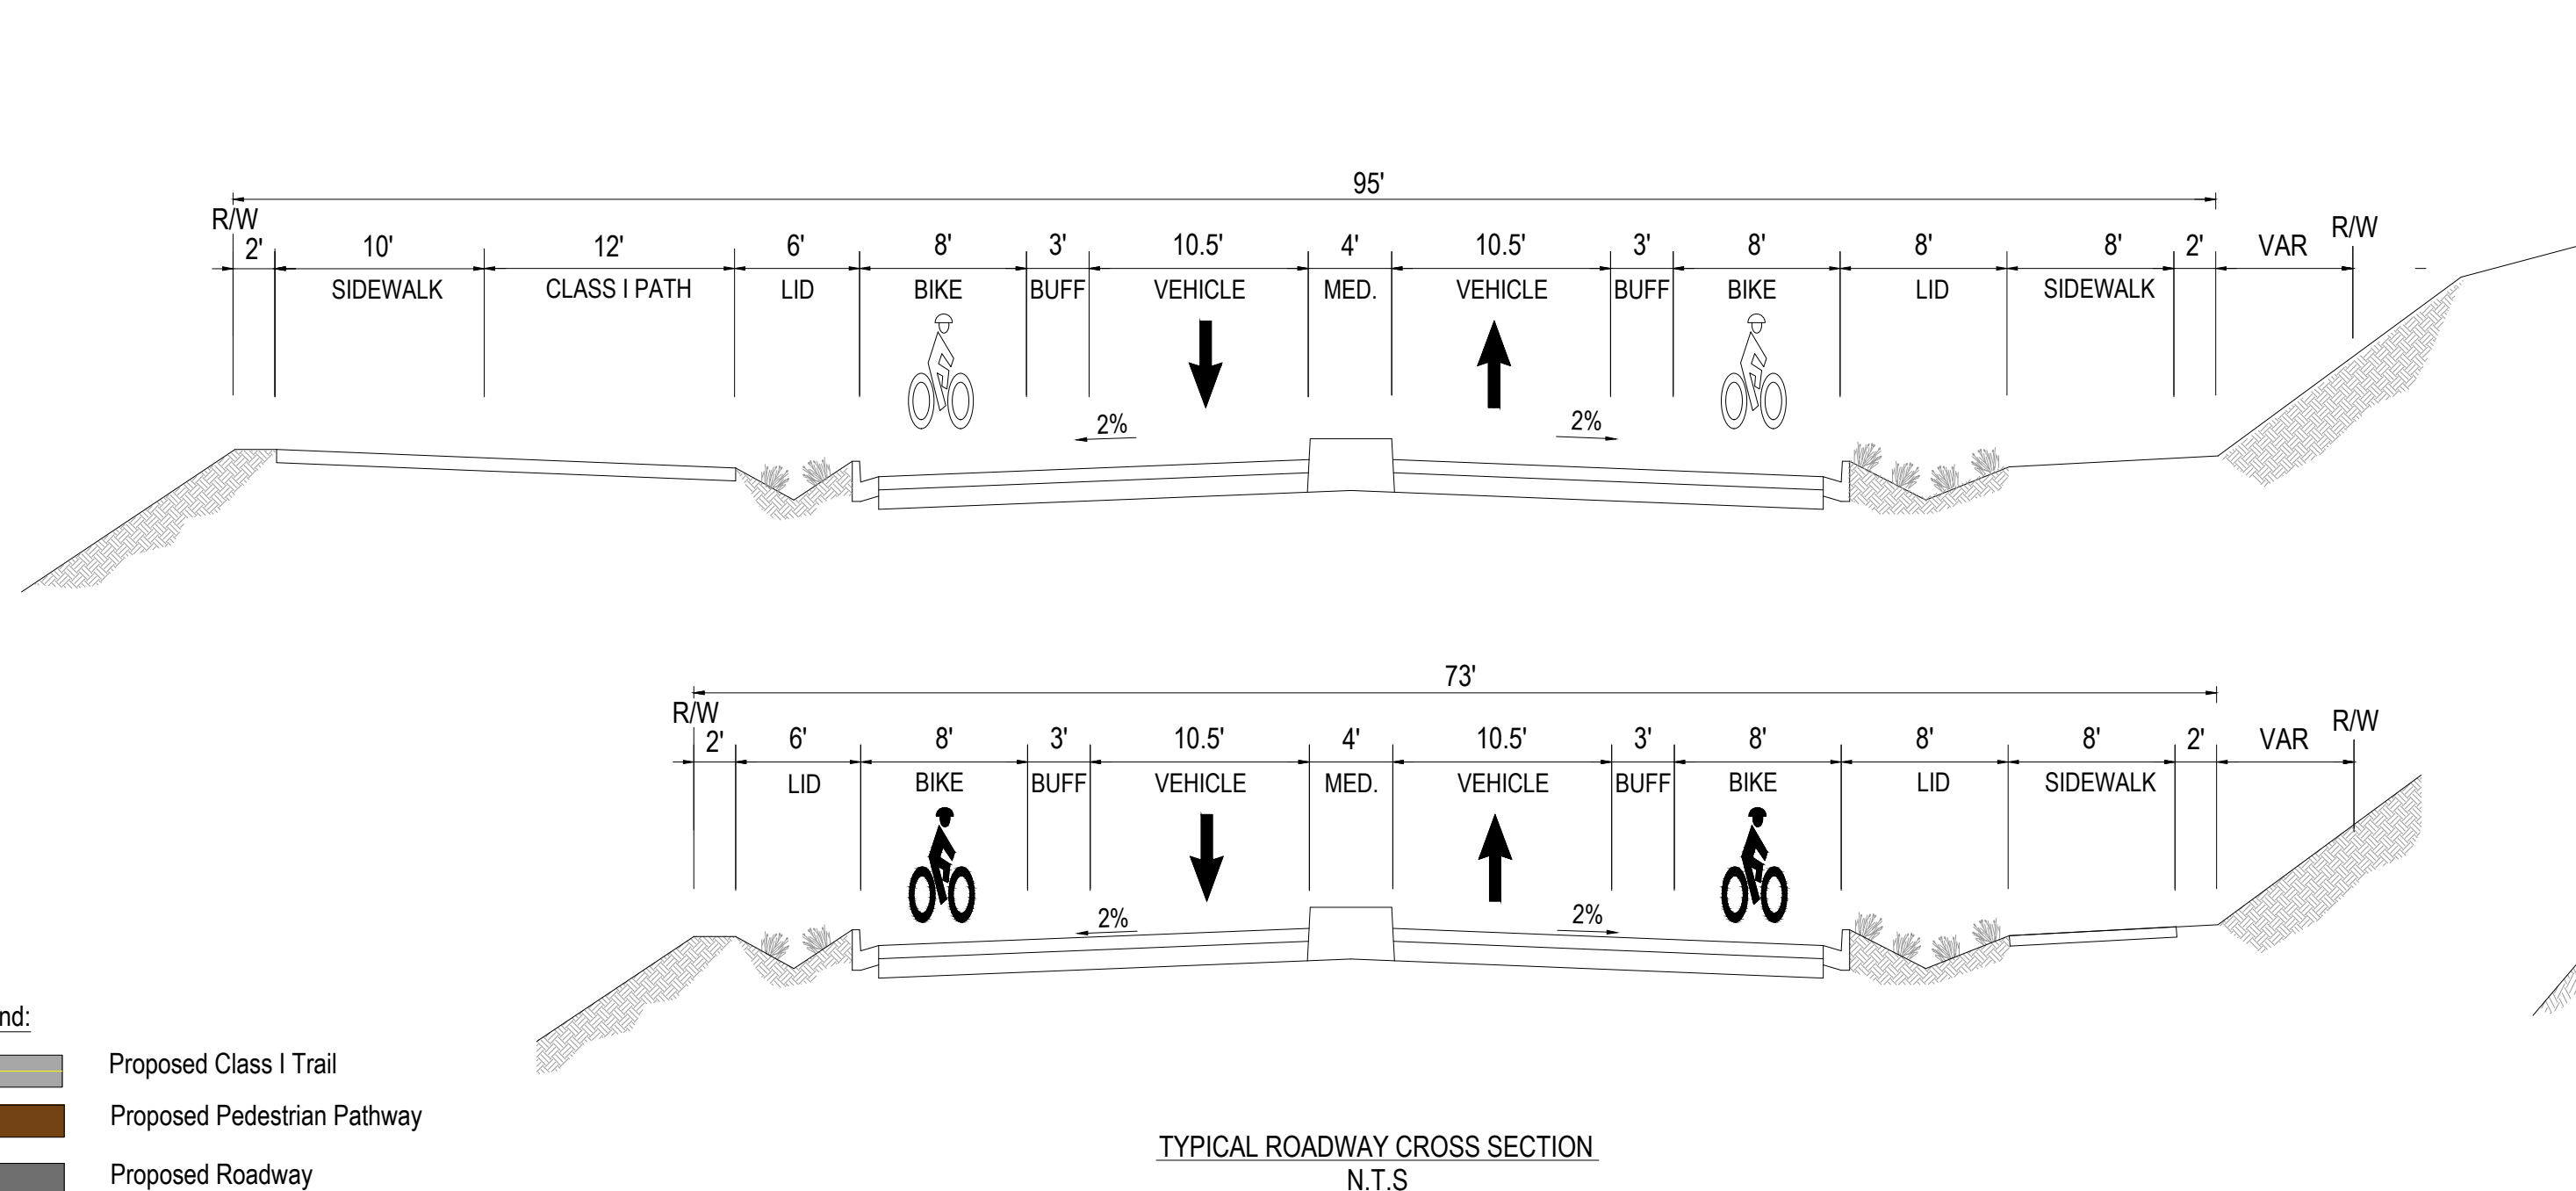 95'
R/W
2' 10' 12' 6' 8' 3' 10.5' 4' 10.5' 3' 8' 8' 8' 2' VAR R/W
SIDEWALK CLASS I PATH LID BIKE BUFF VEHICLE MED. VEHICLE BUFF BIKE LID SIDEWALK
2% 2%
73'
R/W
2' 6' 8' 3' 10.5' 4' 10.5' 3' 8' 8' 8' 2' VAR R/W
LID BIKE BUFF VEHICLE MED. VEHICLE BUFF BIKE LID SIDEWALK
2% 2%
nd:
Proposed Class I Trail
Proposed Pedestrian Pathway
Proposed Roadway
TYPICAL ROADWAY CROSS SECTION
N.T.S